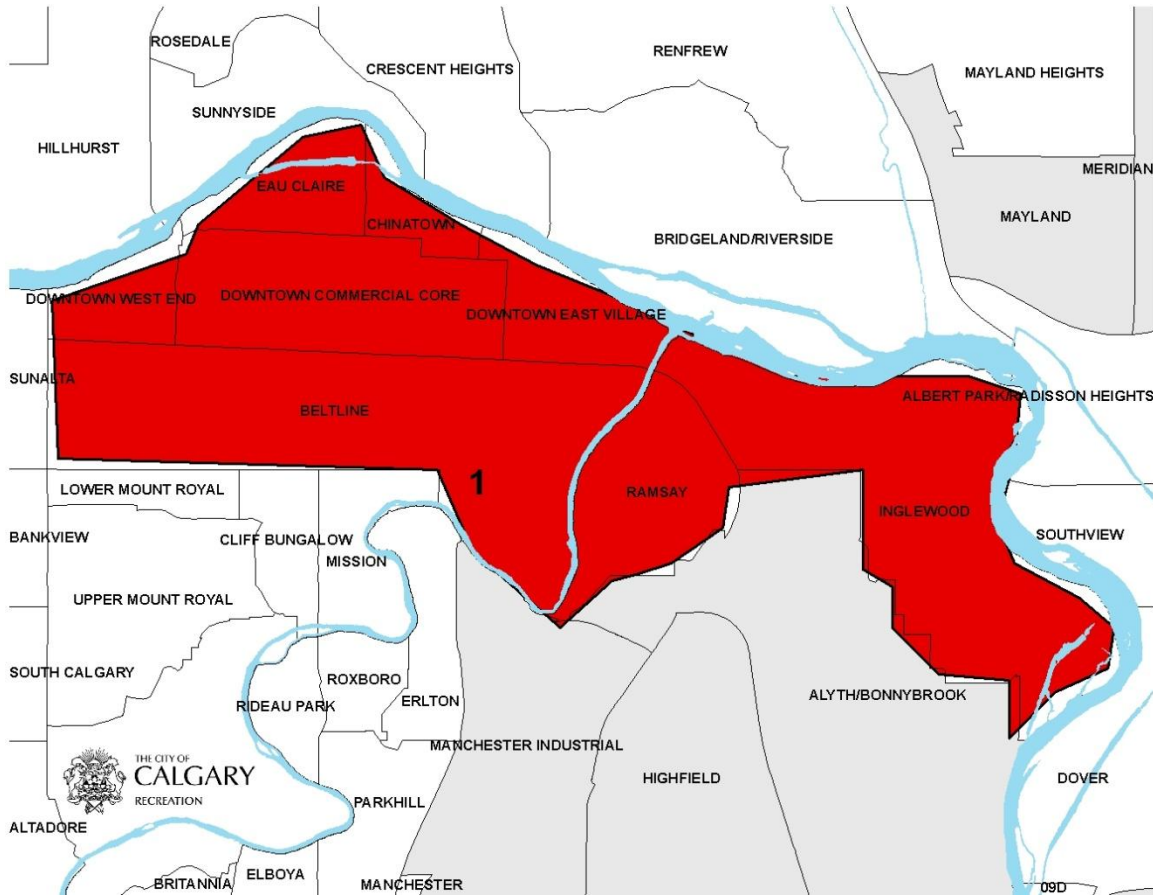 ROSEDALE
RENFREW
CRESCENT HEIGHTS
MAYLAND HEIGHTS
SUNNYSIDE
HILLHURST
MERIDIAN
EAU CLAIRE
MAYLAND
CHINATOWN
BRIDGELAND/RIVERSIDE
DOWNTOWN WEST END
DOWNTOWN COMMERCIAL CORE
DOWNTOWN EAST VILLAGE
SUNALTA
ALBERT PARK/RADISSON HEIGHTS
BELTLINE
1
LOWER MOUNT ROYAL
RAMSAY
INGLEWOOD
SOUTHVIEW
BANKVIEW
CLIFF BUNGALOW
MISSION
UPPER MOUNT ROYAL
SOUTH CALGARY
ROXBORO
ERLTON
RIDEAU PARK
ALYTH/BONNYBROOK
MANCHESTER INDUSTRIAL
HIGHFIELD
DOVER
THE CITY OF
CALGARY
RECREATION
PARKHILL
ALTADORE
ELBOYA
BRITANNIA
MANCHESTER
09D